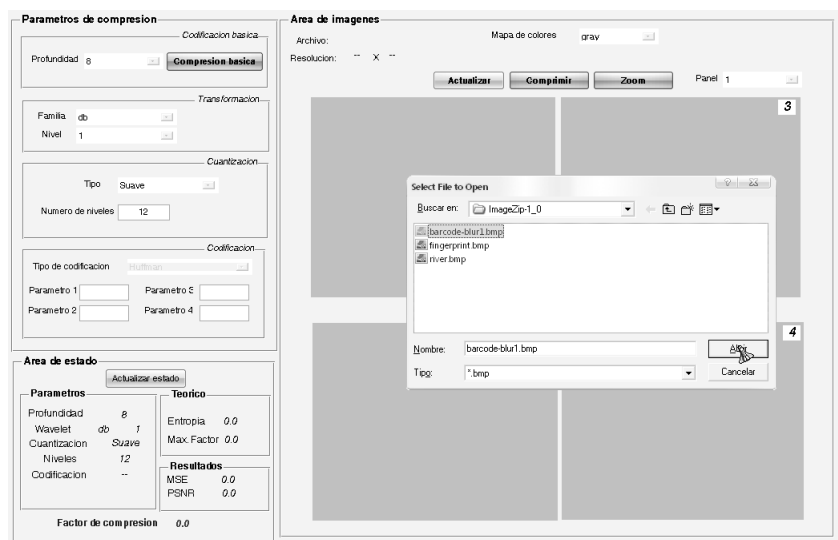 Parametros de compresion
Codificacion basica
Profundidad 8 Compresion basica
Transformacion
Familia db
Nivel 1
Cuantizacion
Tipo Suave
Numero de niveles 12
Codificacion
Tipo de codificacion Huffman
Parametro 1 Parametro 3
Parametro 2 Parametro 4
Area de estado
Actualizar estado
Parametros
Profundidad 8
Wavelet db 1
Cuantizacion Suave
Niveles 12
Codificacion --
Teorico
Entropia 0.0
Max. Factor 0.0
Resultados
MSE 0.0
PSNR 0.0
Factor de compresion 0.0
Area de imagenes
Archivo: Mapa de colores gray
Resolucion: -- X --
Actualizar Comprimir Zoom Panel 1
3
4
Select File to Open
Buscar en: ImageZip-1_0
barcode-blur1.bmp
fingerprint.bmp
river.bmp
Nombre: barcode-blur1.bmp Abrir
Tipo: *.bmp Cancelar